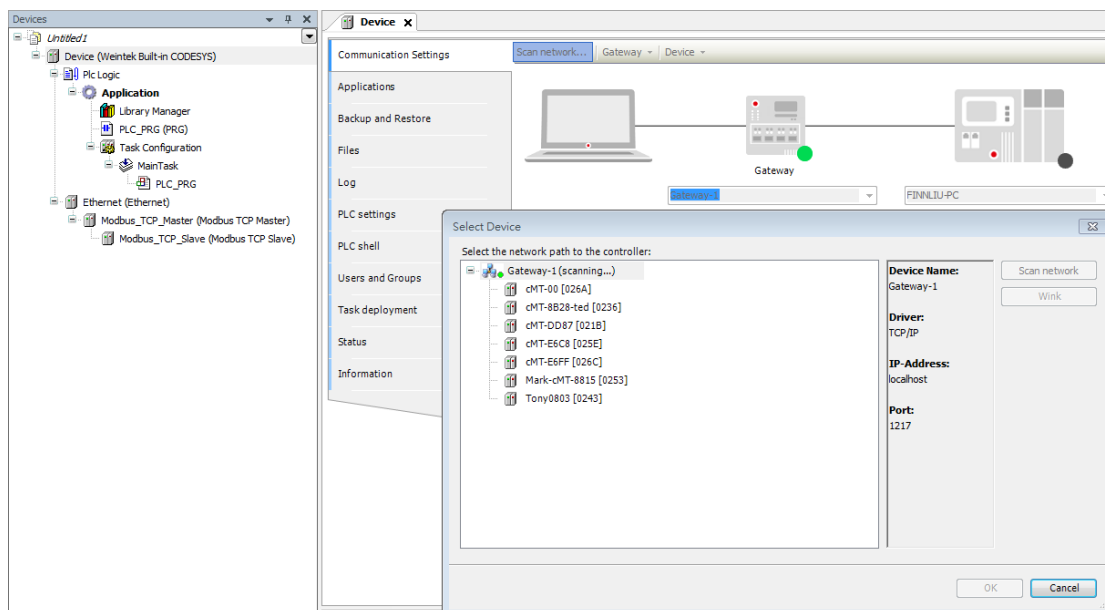 Devices
Untitled1
Device (Weintek Built-in CODESYS)
Plc Logic
Application
Library Manager
PLC_PRG (PRG)
Task Configuration
MainTask
PLC_PRG
Ethernet (Ethernet)
Modbus_TCP_Master (Modbus TCP Master)
Modbus_TCP_Slave (Modbus TCP Slave)
Device
Communication Settings
Applications
Backup and Restore
Files
Log
PLC settings
PLC shell
Users and Groups
Task deployment
Status
Information
Scan network...
Gateway
Device
Gateway
Gateway-1
FINNLIU-PC
Select Device
Select the network path to the controller:
Gateway-1 (scanning...)
cMT-00 [026A]
cMT-8B28-ted [0236]
cMT-DD87 [021B]
cMT-E6C8 [025E]
cMT-E6FF [026C]
Mark-cMT-8815 [0253]
Tony0803 [0243]
Device Name:
Gateway-1
Driver:
TCP/IP
IP-Address:
localhost
Port:
1217
Scan network
Wink
OK
Cancel